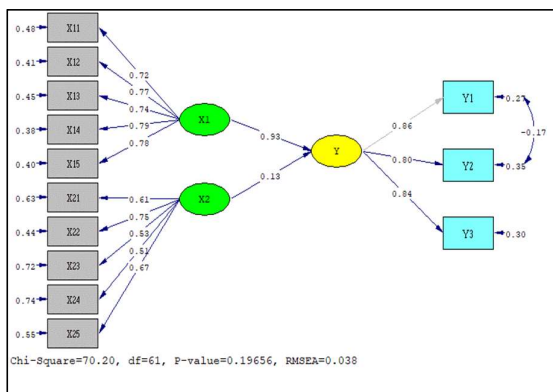 0.48 X11
0.72
0.41 X12
0.77
0.45 X13
0.74
0.38 X14
0.79
0.40 X15
0.78
X1
0.93
0.63 X21
0.61
0.44 X22
0.75
0.72 X23
0.53
0.74 X24
0.51
0.55 X25
0.67
X2
0.13
Y
0.86
Y1 0.27
-0.17
0.80
Y2 0.35
0.84
Y3 0.30
Chi-Square=70.20, df=61, P-value=0.19656, RMSEA=0.038